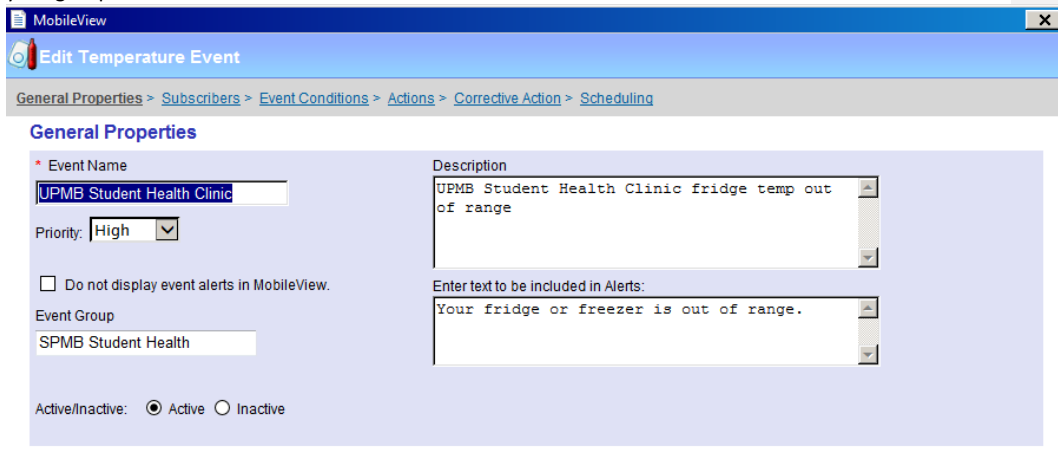 MobileView
Edit Temperature Event
General Properties > Subscribers > Event Conditions > Actions > Corrective Action > Scheduling
General Properties
* Event Name
UPMB Student Health Clinic
Priority: High
Do not display event alerts in MobileView.
Event Group
SPMB Student Health
Active/Inactive: Active Inactive
Description
UPMB Student Health Clinic fridge temp out
of range
Enter text to be included in Alerts:
Your fridge or freezer is out of range.